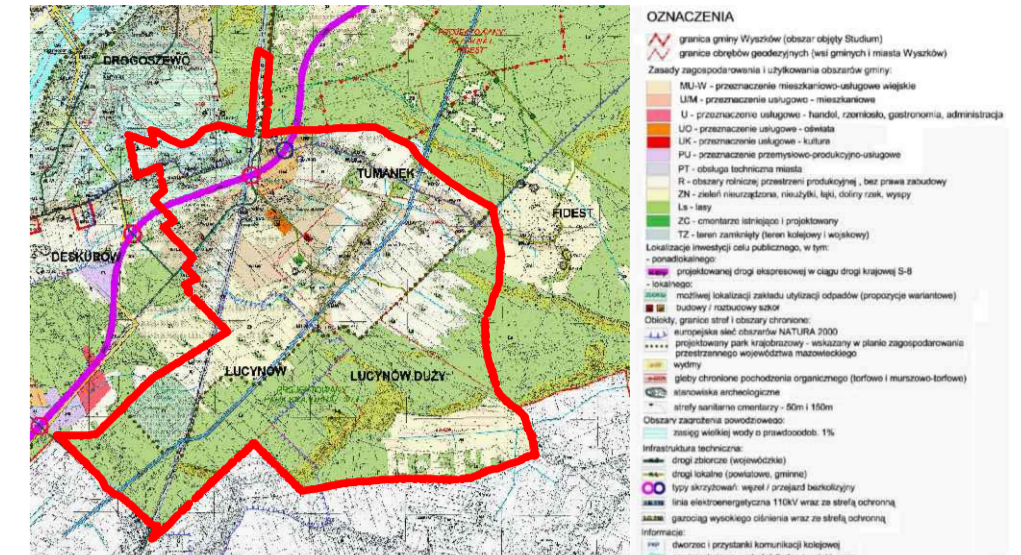 DROGOSZEWO
TUMANEK
FIDEST
DESKURÓW
LUCYNÓW
LUCYNÓW DUŻY
OZNACZENIA
granica gminy Wyszków (obszar objęty Studium)
granice obrębów geodezyjnych (wsi gminnych i miasta Wyszków)
Zasady zagospodarowania i użytkowania obszarów gminy:
MU-W - przeznaczenie mieszkaniowo-usługowe wiejskie
U/M - przeznaczenie usługowo - mieszkaniowe
U - przeznaczenie usługowe - handel, rzemiosło, gastronomia, administracja
UO - przeznaczenie usługowe - oświata
UK - przeznaczenie usługowe - kultura
PU - przeznaczenie przemysłowo-produkcyjno-usługowe
PT - obsługa techniczna miasta
R - obszary rolniczej przestrzeni produkcyjnej , bez prawa zabudowy
ZN - zieleń nieurządzona, nieużytki, łąki, doliny rzek, wyspy
Ls - lasy
ZC - cmentarze istniejące i projektowany
TZ - teren zamknięty (teren kolejowy i wojskowy)
Lokalizacje inwestycji celu publicznego, w tym:
- ponadlokalnego:
projektowanej drogi ekspresowej w ciągu drogi krajowej S-8
- lokalnego:
możliwej lokalizacji zakładu utylizacji odpadów (propozycje wariantowe)
budowy / rozbudowy szkół
Obiekty, granice stref i obszary chronione:
europejska sieć obszarów NATURA 2000
projektowany park krajobrazowy - wskazany w planie zagospodarowania
przestrzennego województwa mazowieckiego
wydmy
gleby chronione pochodzenia organicznego (torfowe i murszowo-torfowe)
stanowiska archeologiczne
strefy sanitarne cmentarzy - 50m i 150m
Obszary zagrożenia powodziowego:
zasięg wielkiej wody o prawdopodob. 1%
Infrastruktura techniczna:
drogi zbiorcze (wojewódzkie)
drogi lokalne (powiatowe, gminne)
typy skrzyżowań: węzeł / przejazd bezkolizyjny
linia elektroenergetyczna 110kV wraz ze strefą ochronną
gazociąg wysokiego ciśnienia wraz ze strefą ochronną
Informacje:
PKP dworzec i przystanki komunikacji kolejowej